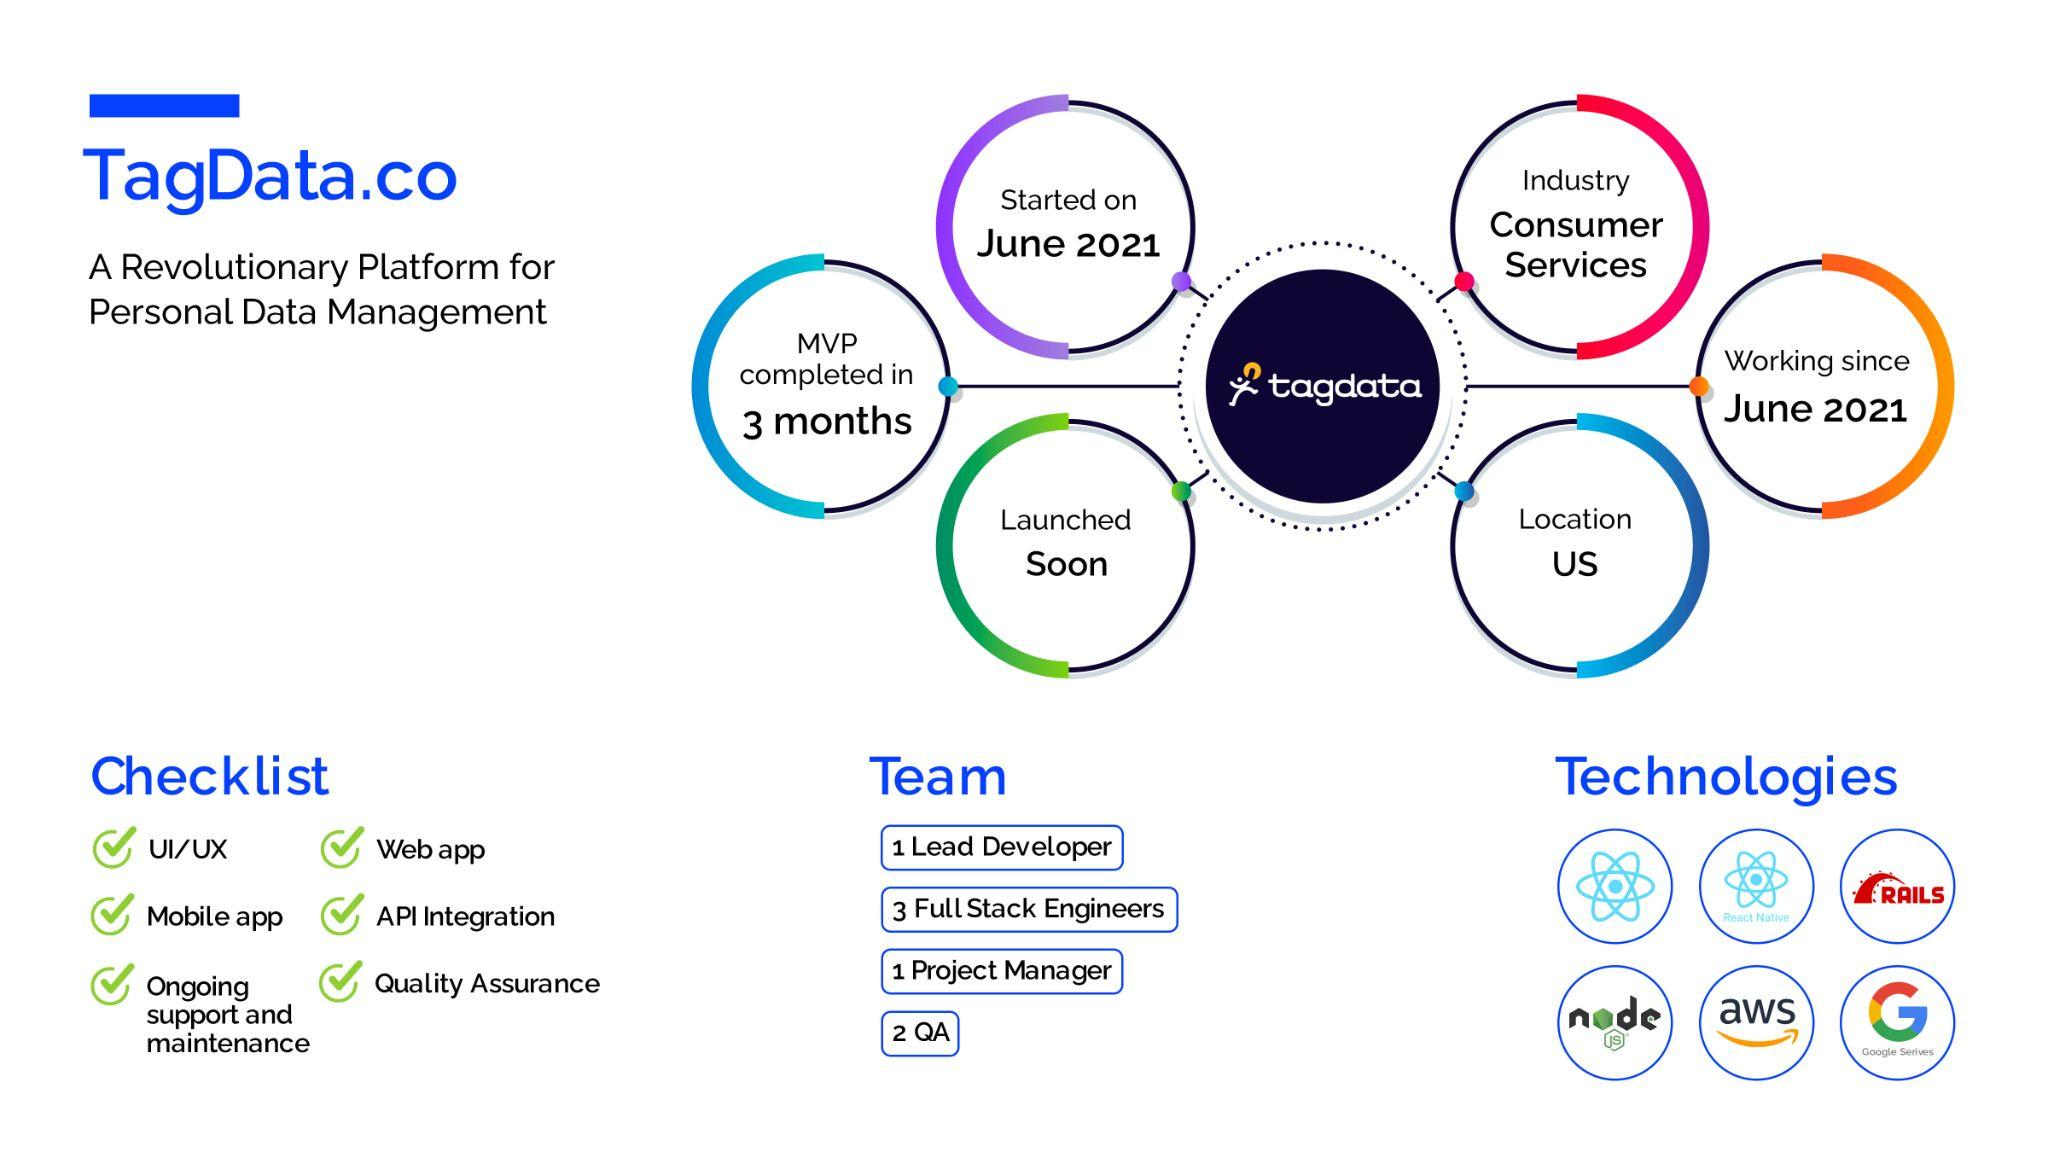 TagData.co
A Revolutionary Platform for
Personal Data Management
Started on
June 2021
Industry
Consumer
Services
MVP
completed in
3 months
tagdata
Working since
June 2021
Launched
Soon
Location
US
Checklist
UI/UX
Web app
Mobile app
API Integration
Ongoing
support and
maintenance
Quality Assurance
Team
1 Lead Developer
3 Full Stack Engineers
1 Project Manager
2 QA
Technologies
React Native
RAILS
node
JS
aws
G
Google Serives